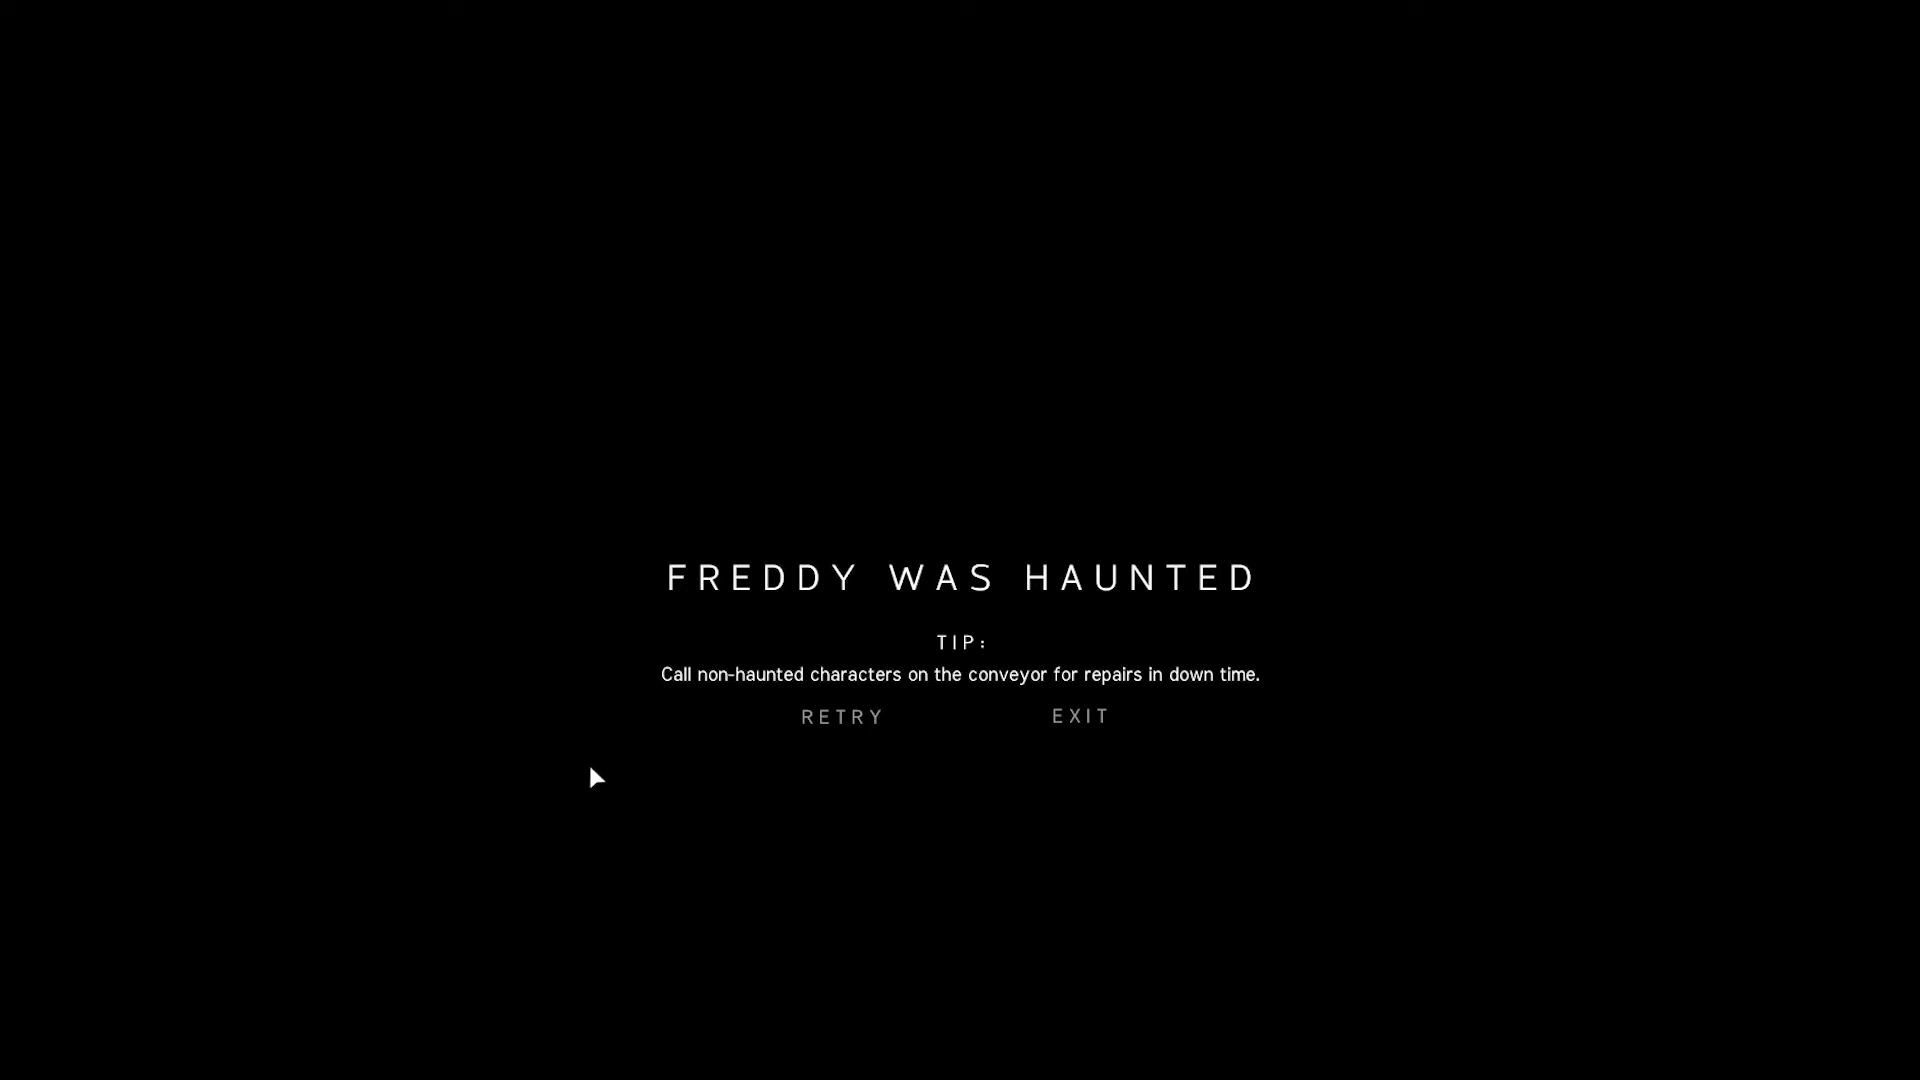 FREDDY WAS HAUNTED
TIP:
Call non-haunted characters on the conveyor for repairs in down time.
RETRY EXIT